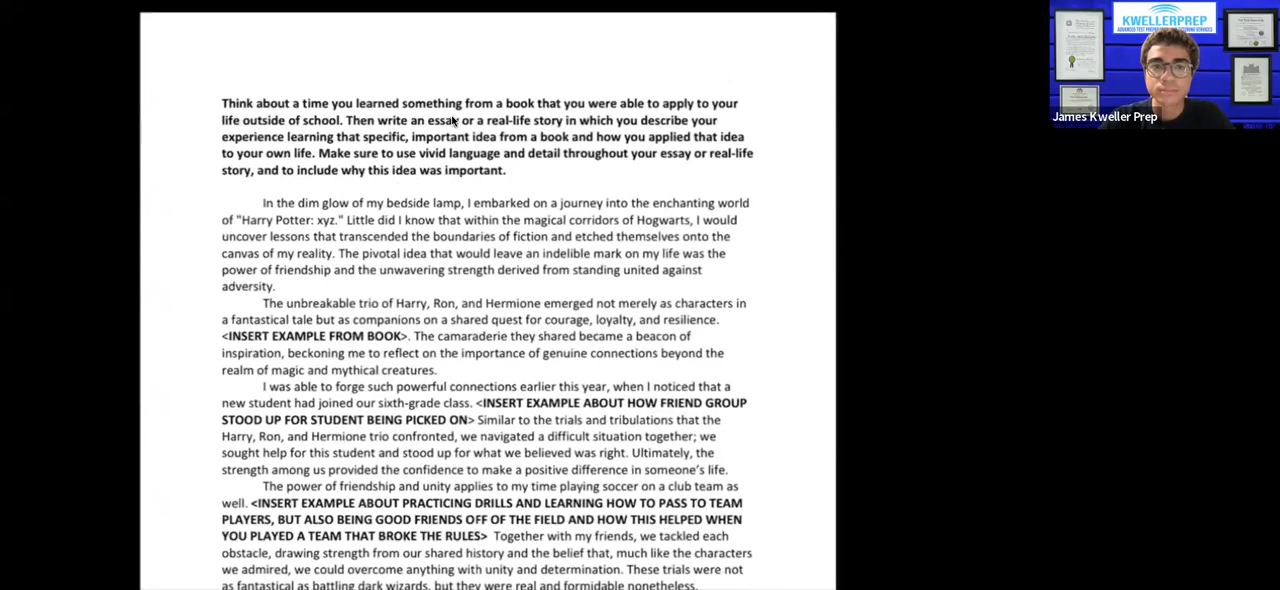 Think about a time you learned something from a book that you were able to apply to your
life outside of school. Then write an essay or a real-life story in which you describe your
experience learning that specific, important idea from a book and how you applied that idea
to your own life. Make sure to use vivid language and detail throughout your essay or real-life
story, and to include why this idea was important.
In the dim glow of my bedside lamp, I embarked on a journey into the enchanting world
of "Harry Potter: xyz." Little did I know that within the magical corridors of Hogwarts, I would
uncover lessons that transcended the boundaries of fiction and etched themselves onto the
canvas of my reality. The pivotal idea that would leave an indelible mark on my life was the
power of friendship and the unwavering strength derived from standing united against
adversity.
The unbreakable trio of Harry, Ron, and Hermione emerged not merely as characters in
a fantastical tale but as companions on a shared quest for courage, loyalty, and resilience.
<INSERT EXAMPLE FROM BOOK>. The camaraderie they shared became a beacon of
inspiration, beckoning me to reflect on the importance of genuine connections beyond the
realm of magic and mythical creatures.
I was able to forge such powerful connections earlier this year, when I noticed that a
new student had joined our sixth-grade class. <INSERT EXAMPLE ABOUT HOW FRIEND GROUP
STOOD UP FOR STUDENT BEING PICKED ON> Similar to the trials and tribulations that the
Harry, Ron, and Hermione trio confronted, we navigated a difficult situation together; we
sought help for this student and stood up for what we believed was right. Ultimately, the
strength among us provided the confidence to make a positive difference in someone's life.
The power of friendship and unity applies to my time playing soccer on a club team as
well. <INSERT EXAMPLE ABOUT PRACTICING DRILLS AND LEARNING HOW TO PASS TO TEAM
PLAYERS, BUT ALSO BEING GOOD FRIENDS OFF OF THE FIELD AND HOW THIS HELPED WHEN
YOU PLAYED A TEAM THAT BROKE THE RULES> Together with my friends, we tackled each
obstacle, drawing strength from our shared history and the belief that, much like the characters
we admired, we could overcome anything with unity and determination. These trials were not
as fantastical as battling dark wizards, but they were real and formidable nonetheless.
KWELLERPREP
James Kweller Prep